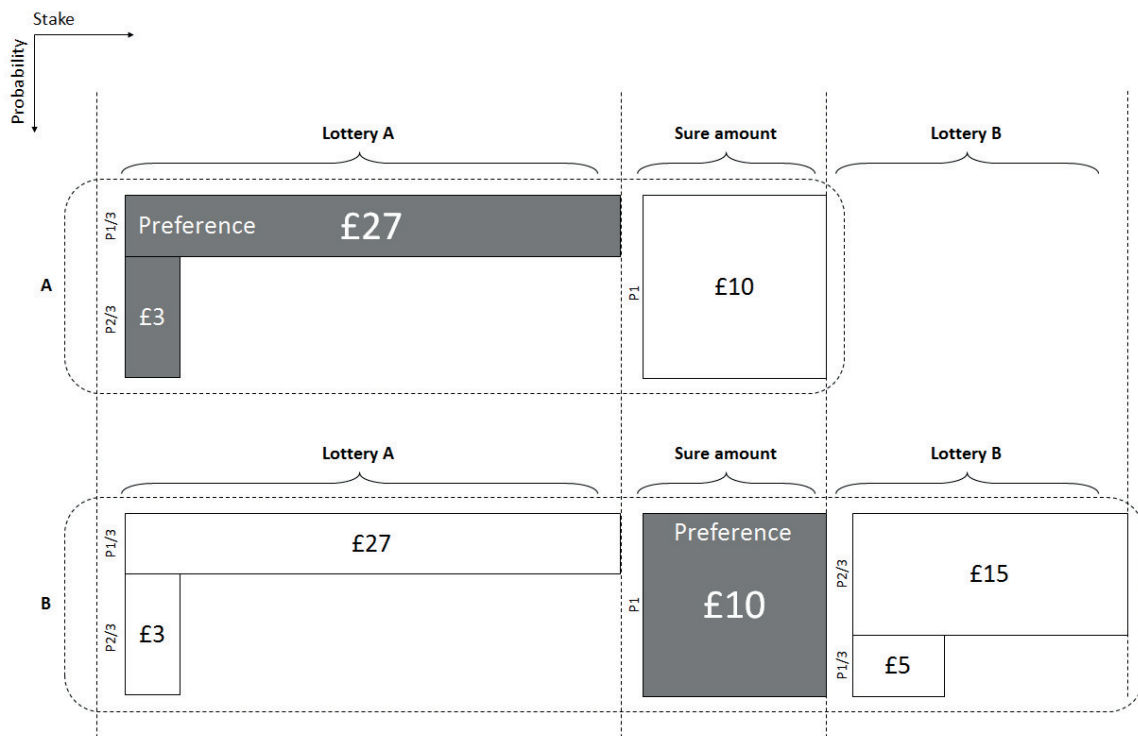 Stake
Probability
Lottery A
Sure amount
Lottery B
A
P1/3
Preference
£27
P2/3
£3
P1
£10
Lottery A
Sure amount
Lottery B
B
P1/3
£27
P2/3
£3
P1
Preference
£10
P2/3
£15
P1/3
£5